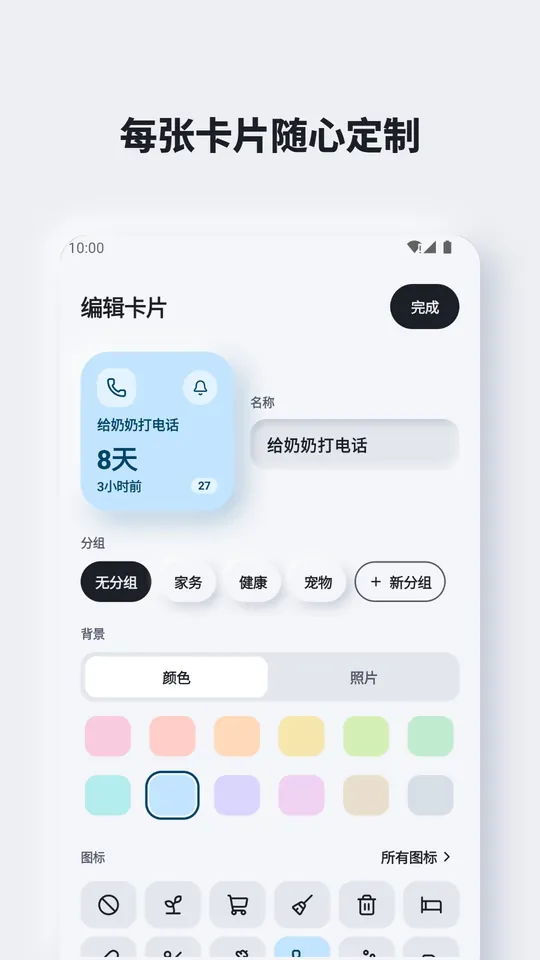 每张卡片随心定制
10:00
编辑卡片
完成
给奶奶打电话
8天
3小时前
27
名称
给奶奶打电话
分组
无分组
家务
健康
宠物
+ 新分组
背景
颜色
照片
图标
所有图标 >